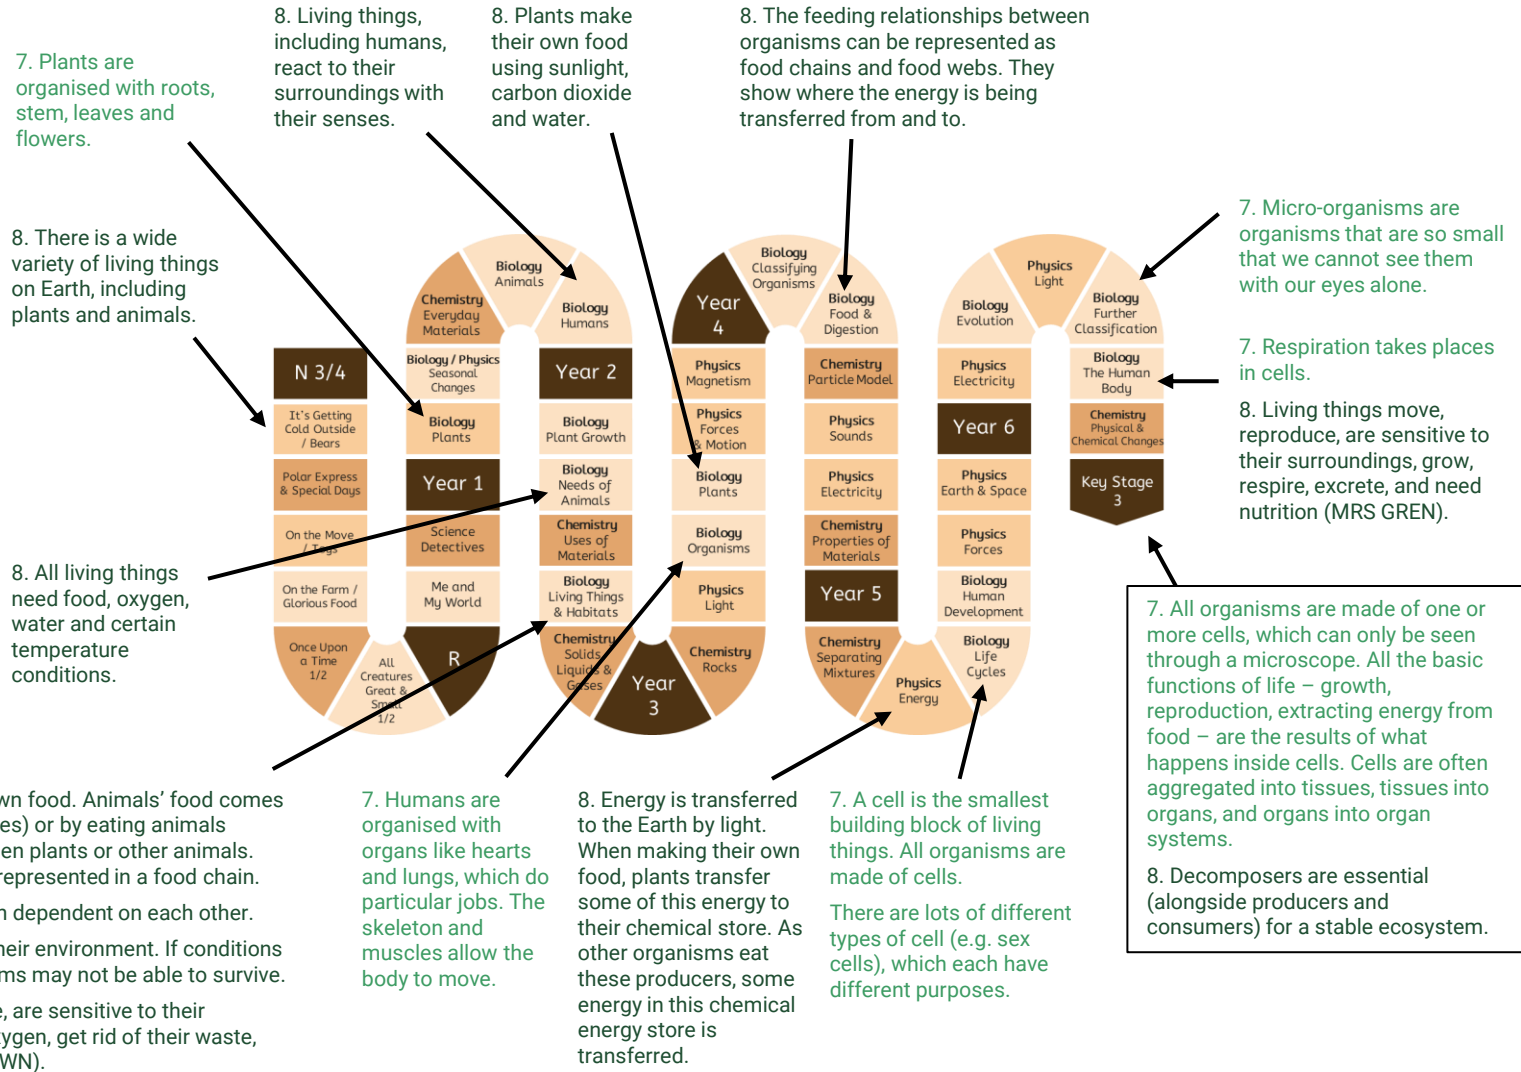 8. Living things,
including humans,
react to their
surroundings with
their senses.
8. Plants make
their own food
using sunlight,
carbon dioxide
and water.
8. The feeding relationships between
organisms can be represented as
food chains and food webs. They
show where the energy is being
transferred from and to.
7. Plants are
organised with roots,
stem, leaves and
flowers.
8. There is a wide
variety of living things
on Earth, including
plants and animals.
7. Micro-organisms are
organisms that are so small
that we cannot see them
with our eyes alone.
7. Respiration takes places
in cells.
8. Living things move,
reproduce, are sensitive to
their surroundings, grow,
respire, excrete, and need
nutrition (MRS GREN).
8. All living things
need food, oxygen,
water and certain
temperature
conditions.
N 3/4
It's Getting
Cold Outside
/ Bears
Polar Express
& Special Days
On the Move
/ Toys
On the Farm /
Glorious Food
Once Upon
a Time
1/2
All
Creatures
Great &
Small
1/2
R
Me and
My World
Science
Detectives
Year 1
Biology
Plants
Biology / Physics
Seasonal
Changes
Chemistry
Everyday
Materials
Biology
Animals
Biology
Humans
Year 2
Biology
Plant Growth
Biology
Needs of
Animals
Chemistry
Uses of
Materials
Biology
Living Things
& Habitats
Chemistry
Solids,
Liquids &
Gases
Year
3
Chemistry
Rocks
Physics
Light
Biology
Organisms
Biology
Plants
Physics
Forces
& Motion
Physics
Magnetism
Year
4
Biology
Classifying
Organisms
Biology
Food &
Digestion
Chemistry
Particle Model
Physics
Sounds
Physics
Electricity
Chemistry
Properties of
Materials
Year 5
Chemistry
Separating
Mixtures
Physics
Energy
Biology
Life
Cycles
Biology
Human
Development
Physics
Forces
Physics
Earth & Space
Year 6
Physics
Electricity
Biology
Evolution
Physics
Light
Biology
Further
Classification
Biology
The Human
Body
Chemistry
Physical &
Chemical Changes
Key Stage
3
7. All organisms are made of one or
more cells, which can only be seen
through a microscope. All the basic
functions of life – growth,
reproduction, extracting energy from
food – are the results of what
happens inside cells. Cells are often
aggregated into tissues, tissues into
organs, and organs into organ
systems.
8. Decomposers are essential
(alongside producers and
consumers) for a stable ecosystem.
food. Animals' food comes
or by eating animals
plants or other animals.
represented in a food chain.
dependent on each other.
their environment. If conditions
may not be able to survive.
are sensitive to their
get rid of their waste,
7. Humans are
organised with
organs like hearts
and lungs, which do
particular jobs. The
skeleton and
muscles allow the
body to move.
8. Energy is transferred
to the Earth by light.
When making their own
food, plants transfer
some of this energy to
their chemical store. As
other organisms eat
these producers, some
energy in this chemical
energy store is
transferred.
7. A cell is the smallest
building block of living
things. All organisms are
made of cells.
There are lots of different
types of cell (e.g. sex
cells), which each have
different purposes.